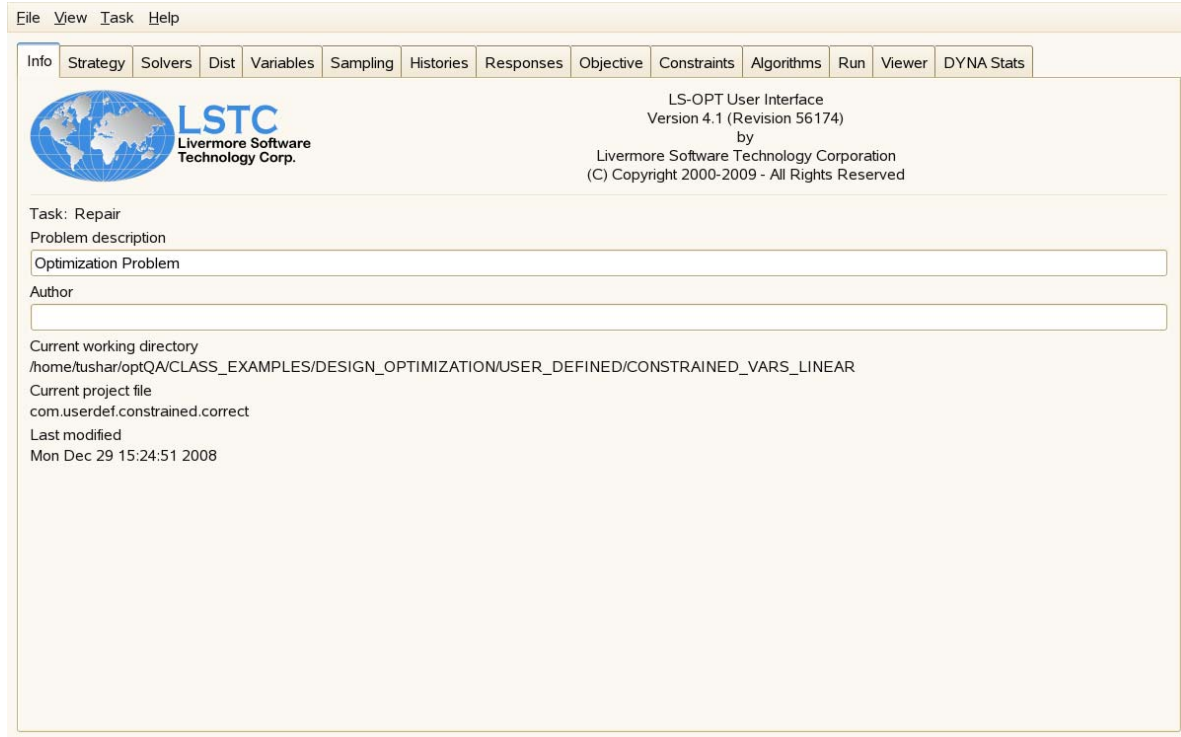 File View Task Help
Info Strategy Solvers Dist Variables Sampling Histories Responses Objective Constraints Algorithms Run Viewer DYNA Stats
LSTC
Livermore Software
Technology Corp.
LS-OPT User Interface
Version 4.1 (Revision 56174)
by
Livermore Software Technology Corporation
(C) Copyright 2000-2009 - All Rights Reserved
Task: Repair
Problem description
Optimization Problem
Author
Current working directory
/home/tushar/optQA/CLASS_EXAMPLES/DESIGN_OPTIMIZATION/USER_DEFINED/CONSTRAINED_VARS_LINEAR
Current project file
com.userdef.constrained.correct
Last modified
Mon Dec 29 15:24:51 2008